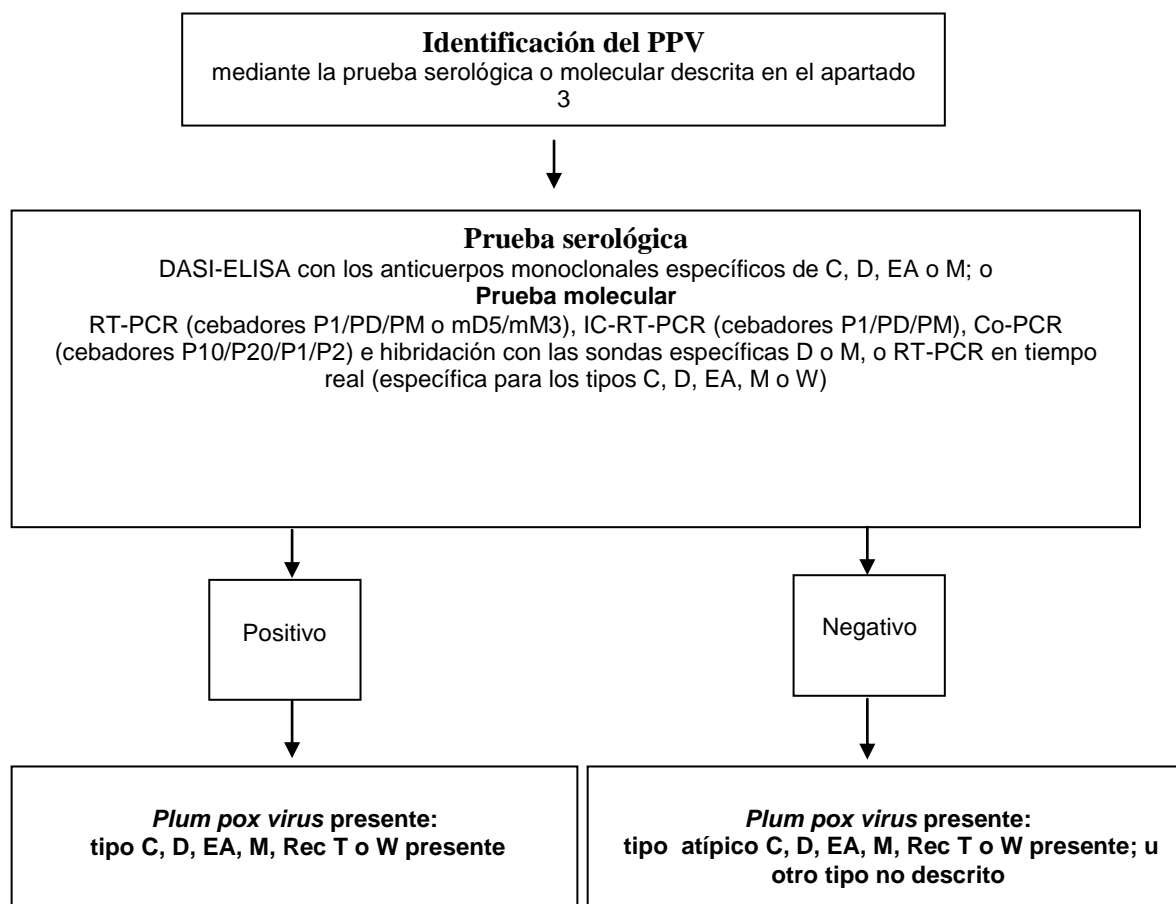 Identificación del PPV
mediante la prueba serológica o molecular descrita en el apartado
3
Prueba serológica
DASI-ELISA con los anticuerpos monoclonales específicos de C, D, EA o M; o
Prueba molecular
RT-PCR (cebadores P1/PD/PM o mD5/mM3), IC-RT-PCR (cebadores P1/PD/PM), Co-PCR
(cebadores P10/P20/P1/P2) e hibridación con las sondas específicas D o M, o RT-PCR en tiempo
real (específica para los tipos C, D, EA, M o W)
Positivo
Negativo
Plum pox virus presente:
tipo C, D, EA, M, Rec T o W presente
Plum pox virus presente:
tipo atípico C, D, EA, M, Rec T o W presente; u
otro tipo no descrito